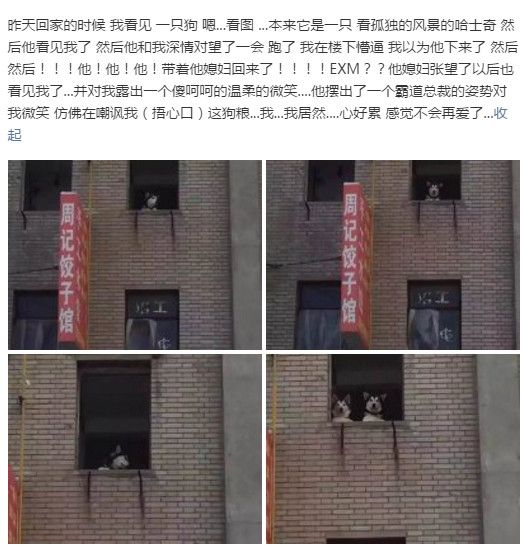 昨天回家的时候 我看见 一只狗 嗯...看图 ...本来它是一只 看孤独的风景的哈士奇 然
后他看见我了 然后他和我深情对望了一会 跑了 我在楼下懵逼 我以为他下来了 然后
然后！！！他！他！他！带着他媳妇回来了！！！！EXM？？他媳妇张望了以后也
看见我了...并对我露出一个傻呵呵的温柔的微笑....他摆出了一个霸道总裁的姿势对
我微笑 仿佛在嘲讽我（捂心口）这狗粮...我...我居然....心好累 感觉不会再爱了...收
起
周记饺子馆
周记饺子馆